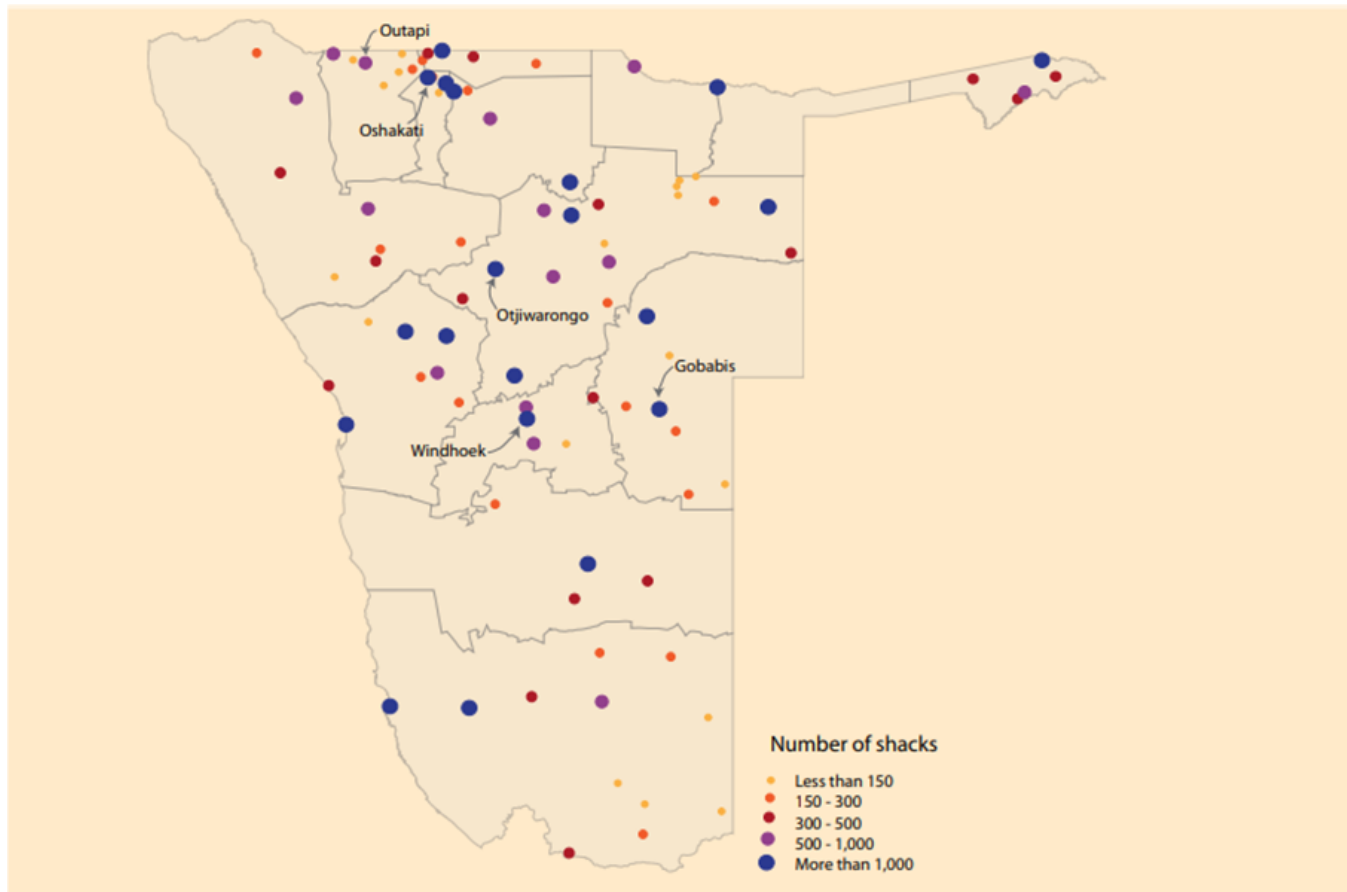 Outapi
Oshakati
Otjiwarongo
Gobabis
Windhoek
Number of shacks
Less than 150
150 - 300
300 - 500
500 - 1,000
More than 1,000